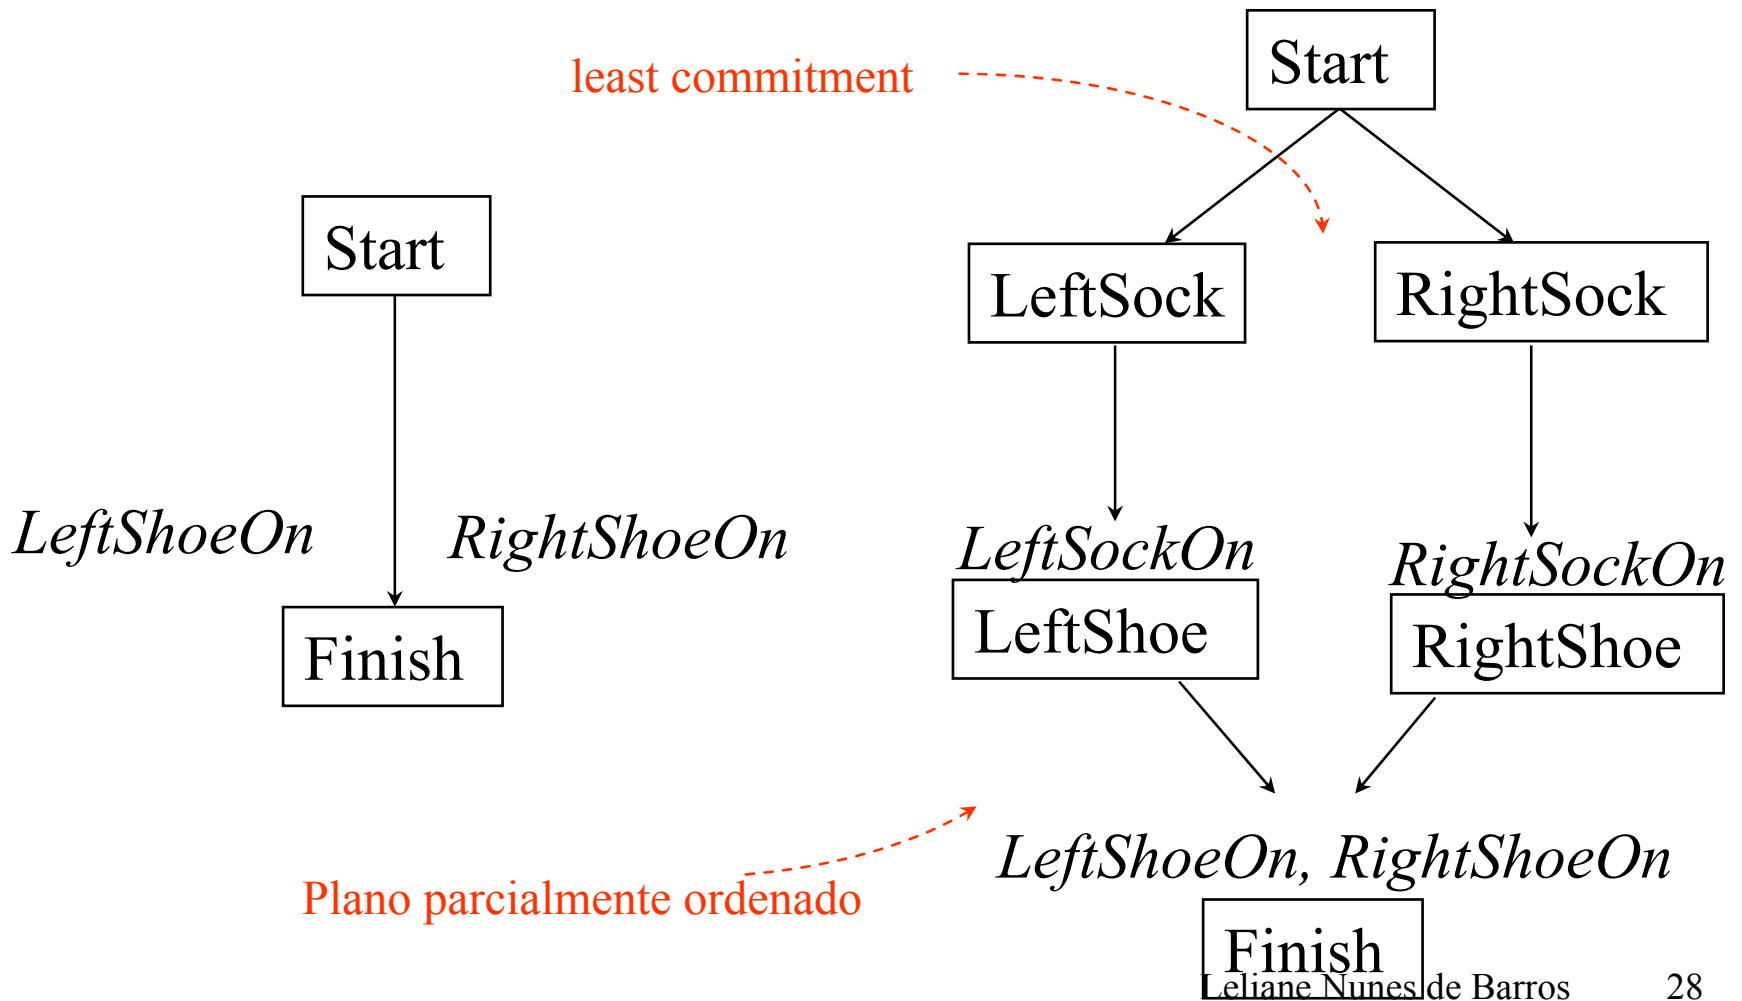 least commitment
Start
Start
LeftSock
RightSock
LeftShoeOn
RightShoeOn
LeftSockOn
RightSockOn
Finish
LeftShoe
RightShoe
LeftShoeOn, RightShoeOn
Plano parcialmente ordenado
Finish
Leliane Nunes de Barros 28